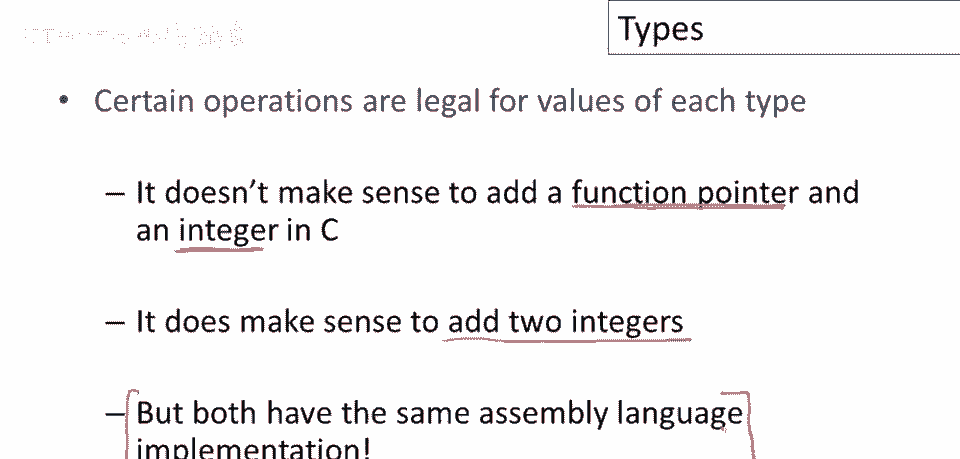 Types
• Certain operations are legal for values of each type
– It doesn’t make sense to add a function pointer and
an integer in C
– It does make sense to add two integers
– But both have the same assembly language
implementation!